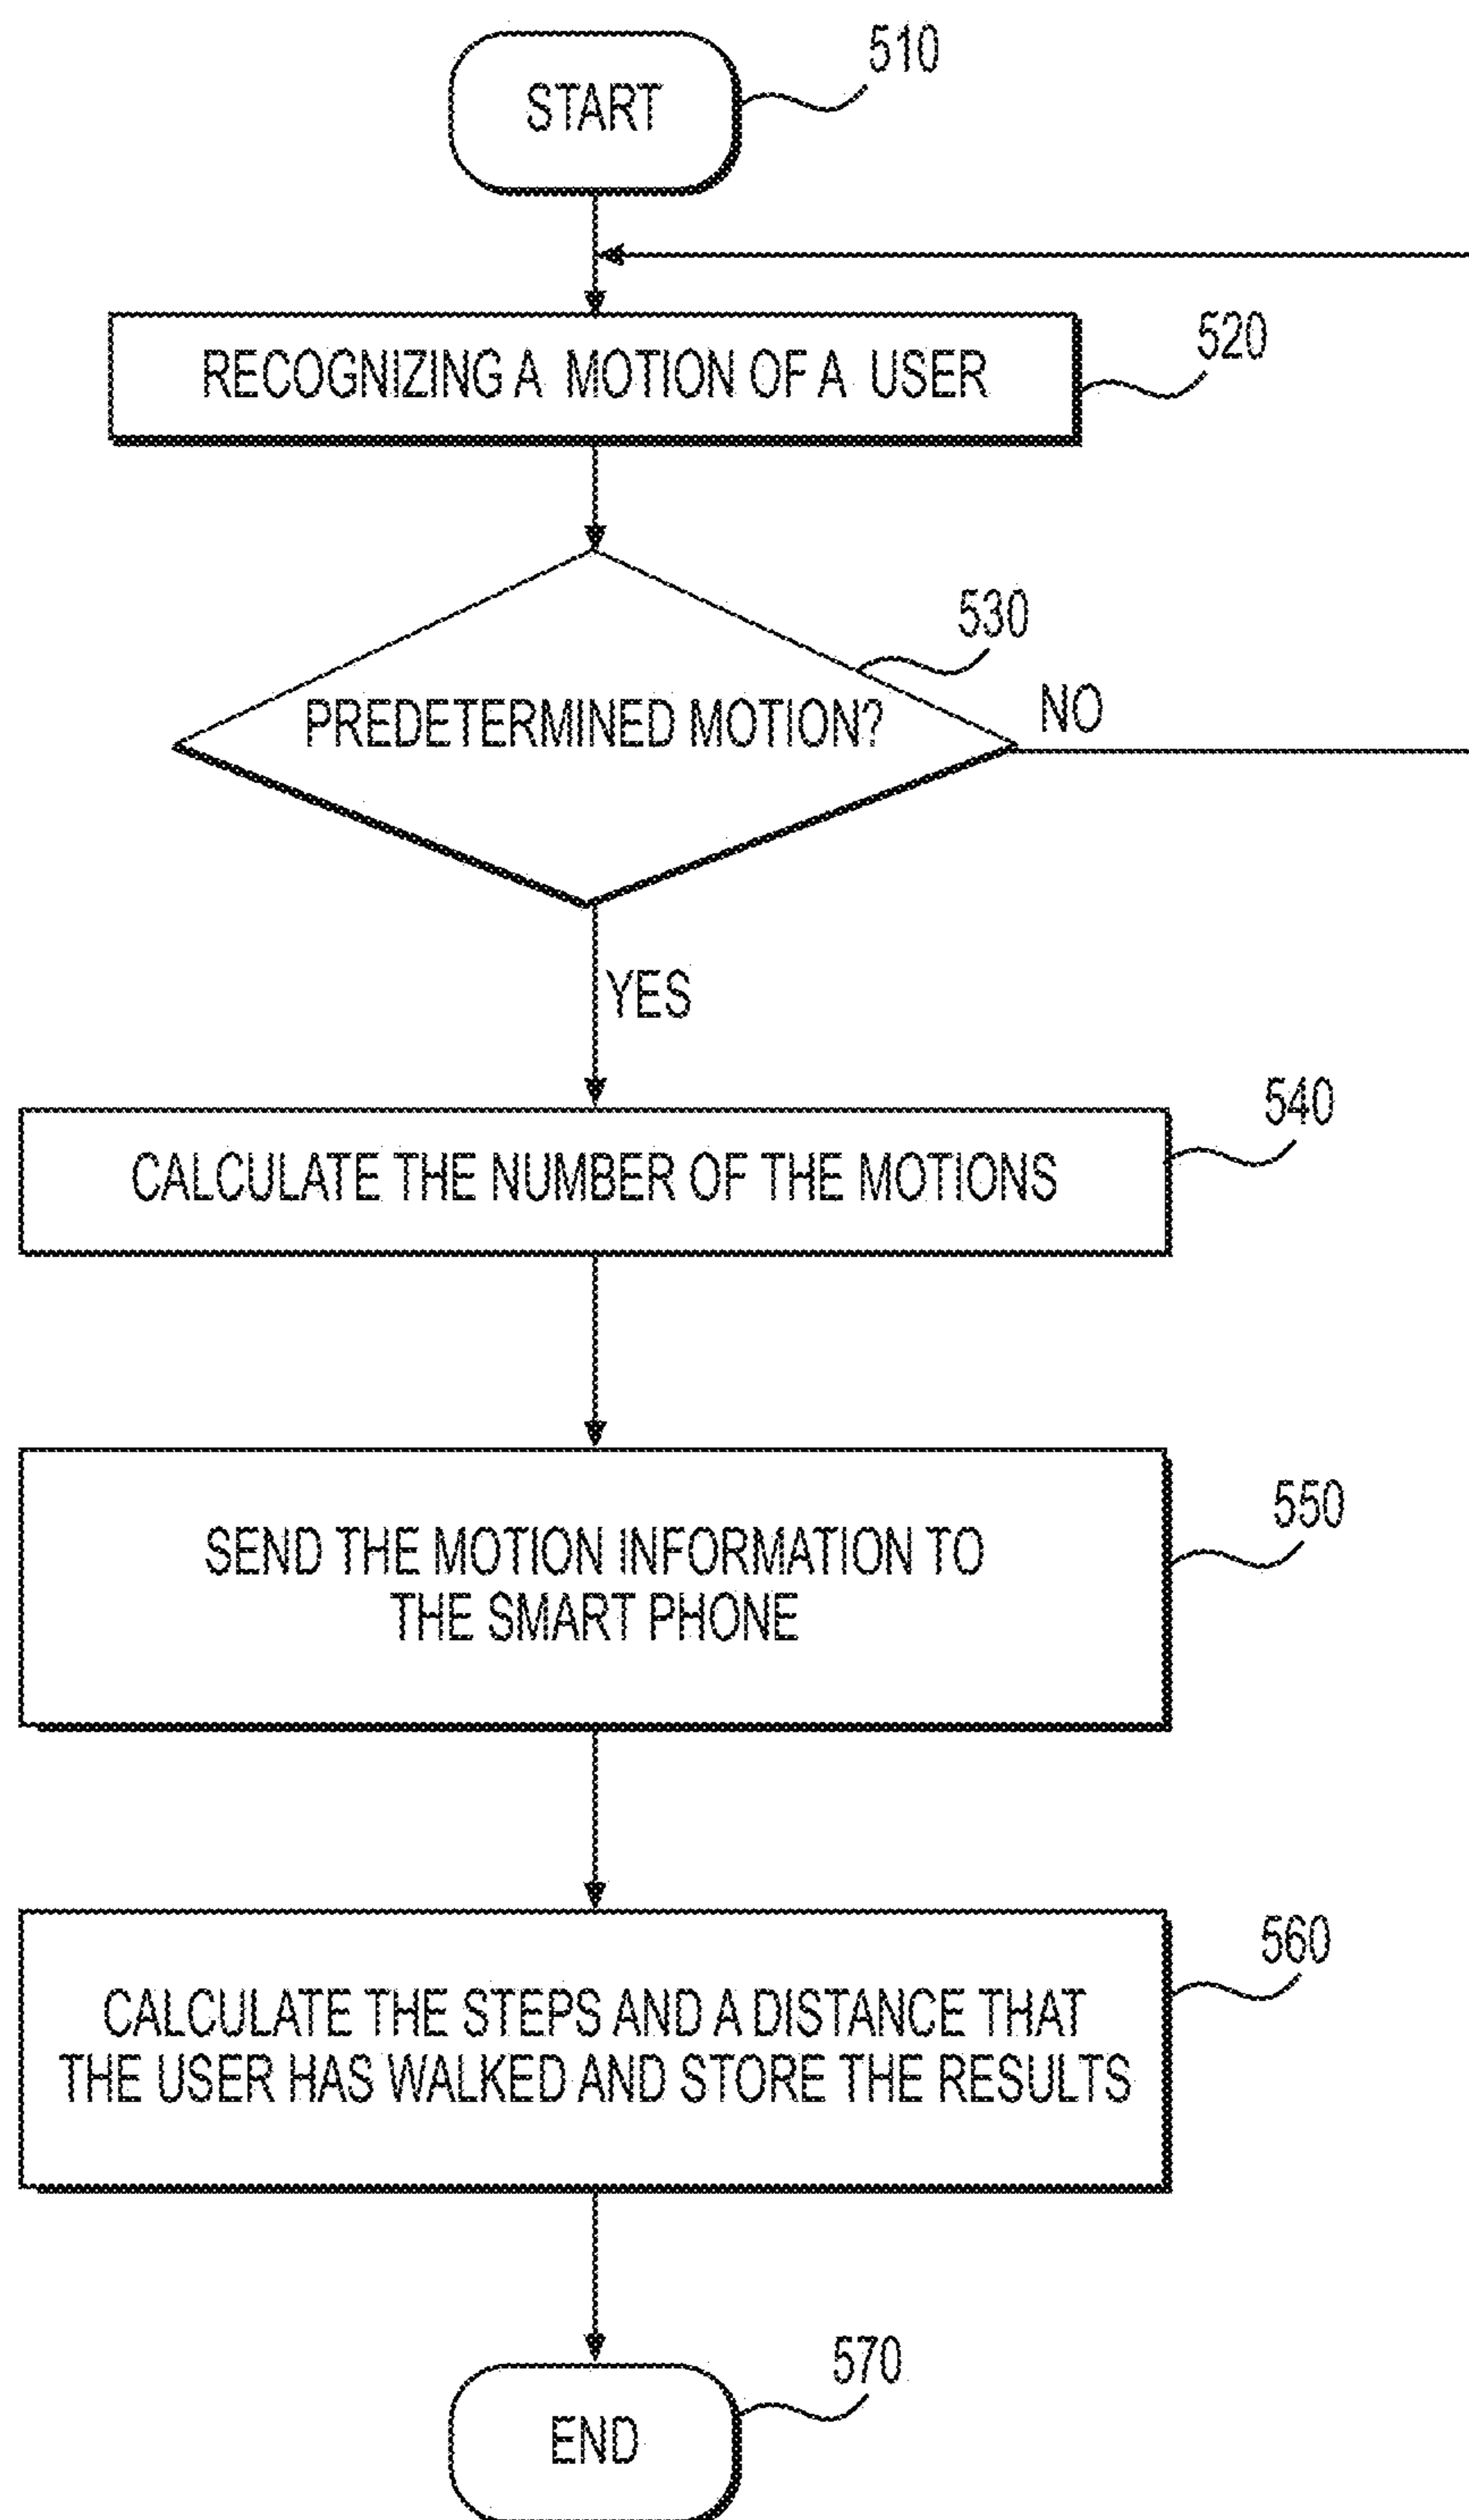 510
START
520
RECOGNIZING A MOTION OF A USER
530
PREDETERMINED MOTION?
NO
YES
540
CALCULATE THE NUMBER OF THE MOTIONS
550
SEND THE MOTION INFORMATION TO
THE SMART PHONE
560
CALCULATE THE STEPS AND A DISTANCE THAT
THE USER HAS WALKED AND STORE THE RESULTS
570
END